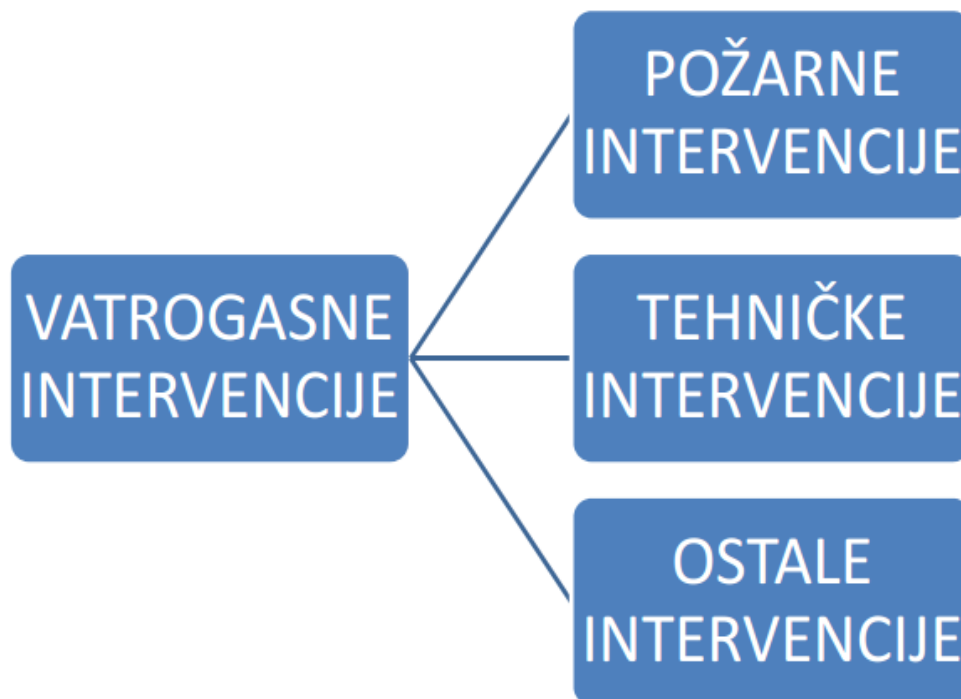 VATROGASNE
INTERVENCIJE
POŽARNE
INTERVENCIJE
TEHNIČKE
INTERVENCIJE
OSTALE
INTERVENCIJE